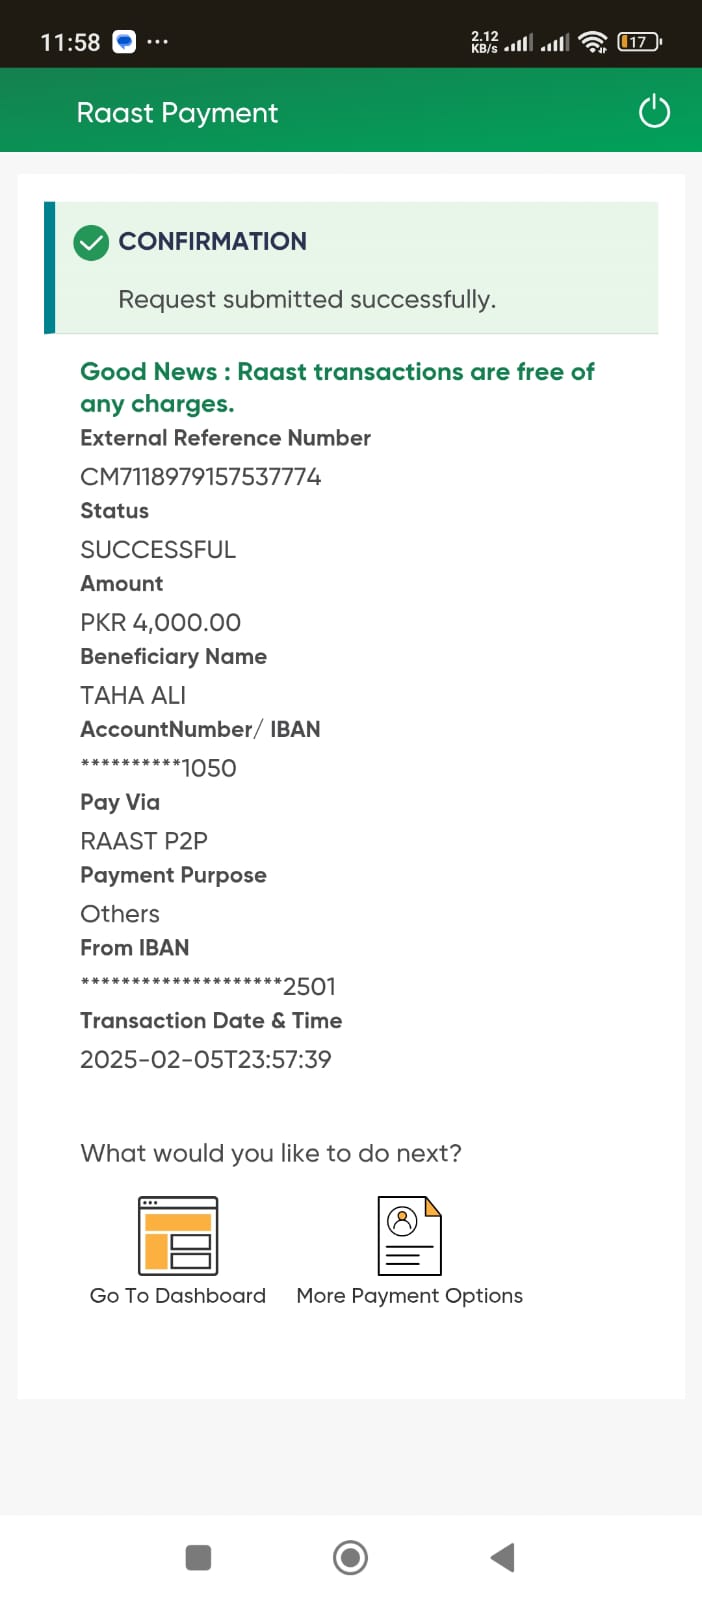 11:58
2.12
KB/s
17
Raast Payment
CONFIRMATION
Request submitted successfully.
Good News : Raast transactions are free of
any charges.
External Reference Number
CM7118979157537774
Status
SUCCESSFUL
Amount
PKR 4,000.00
Beneficiary Name
TAHA ALI
AccountNumber/ IBAN
**********1050
Pay Via
RAAST P2P
Payment Purpose
Others
From IBAN
********************2501
Transaction Date & Time
2025-02-05T23:57:39
What would you like to do next?
Go To Dashboard
More Payment Options